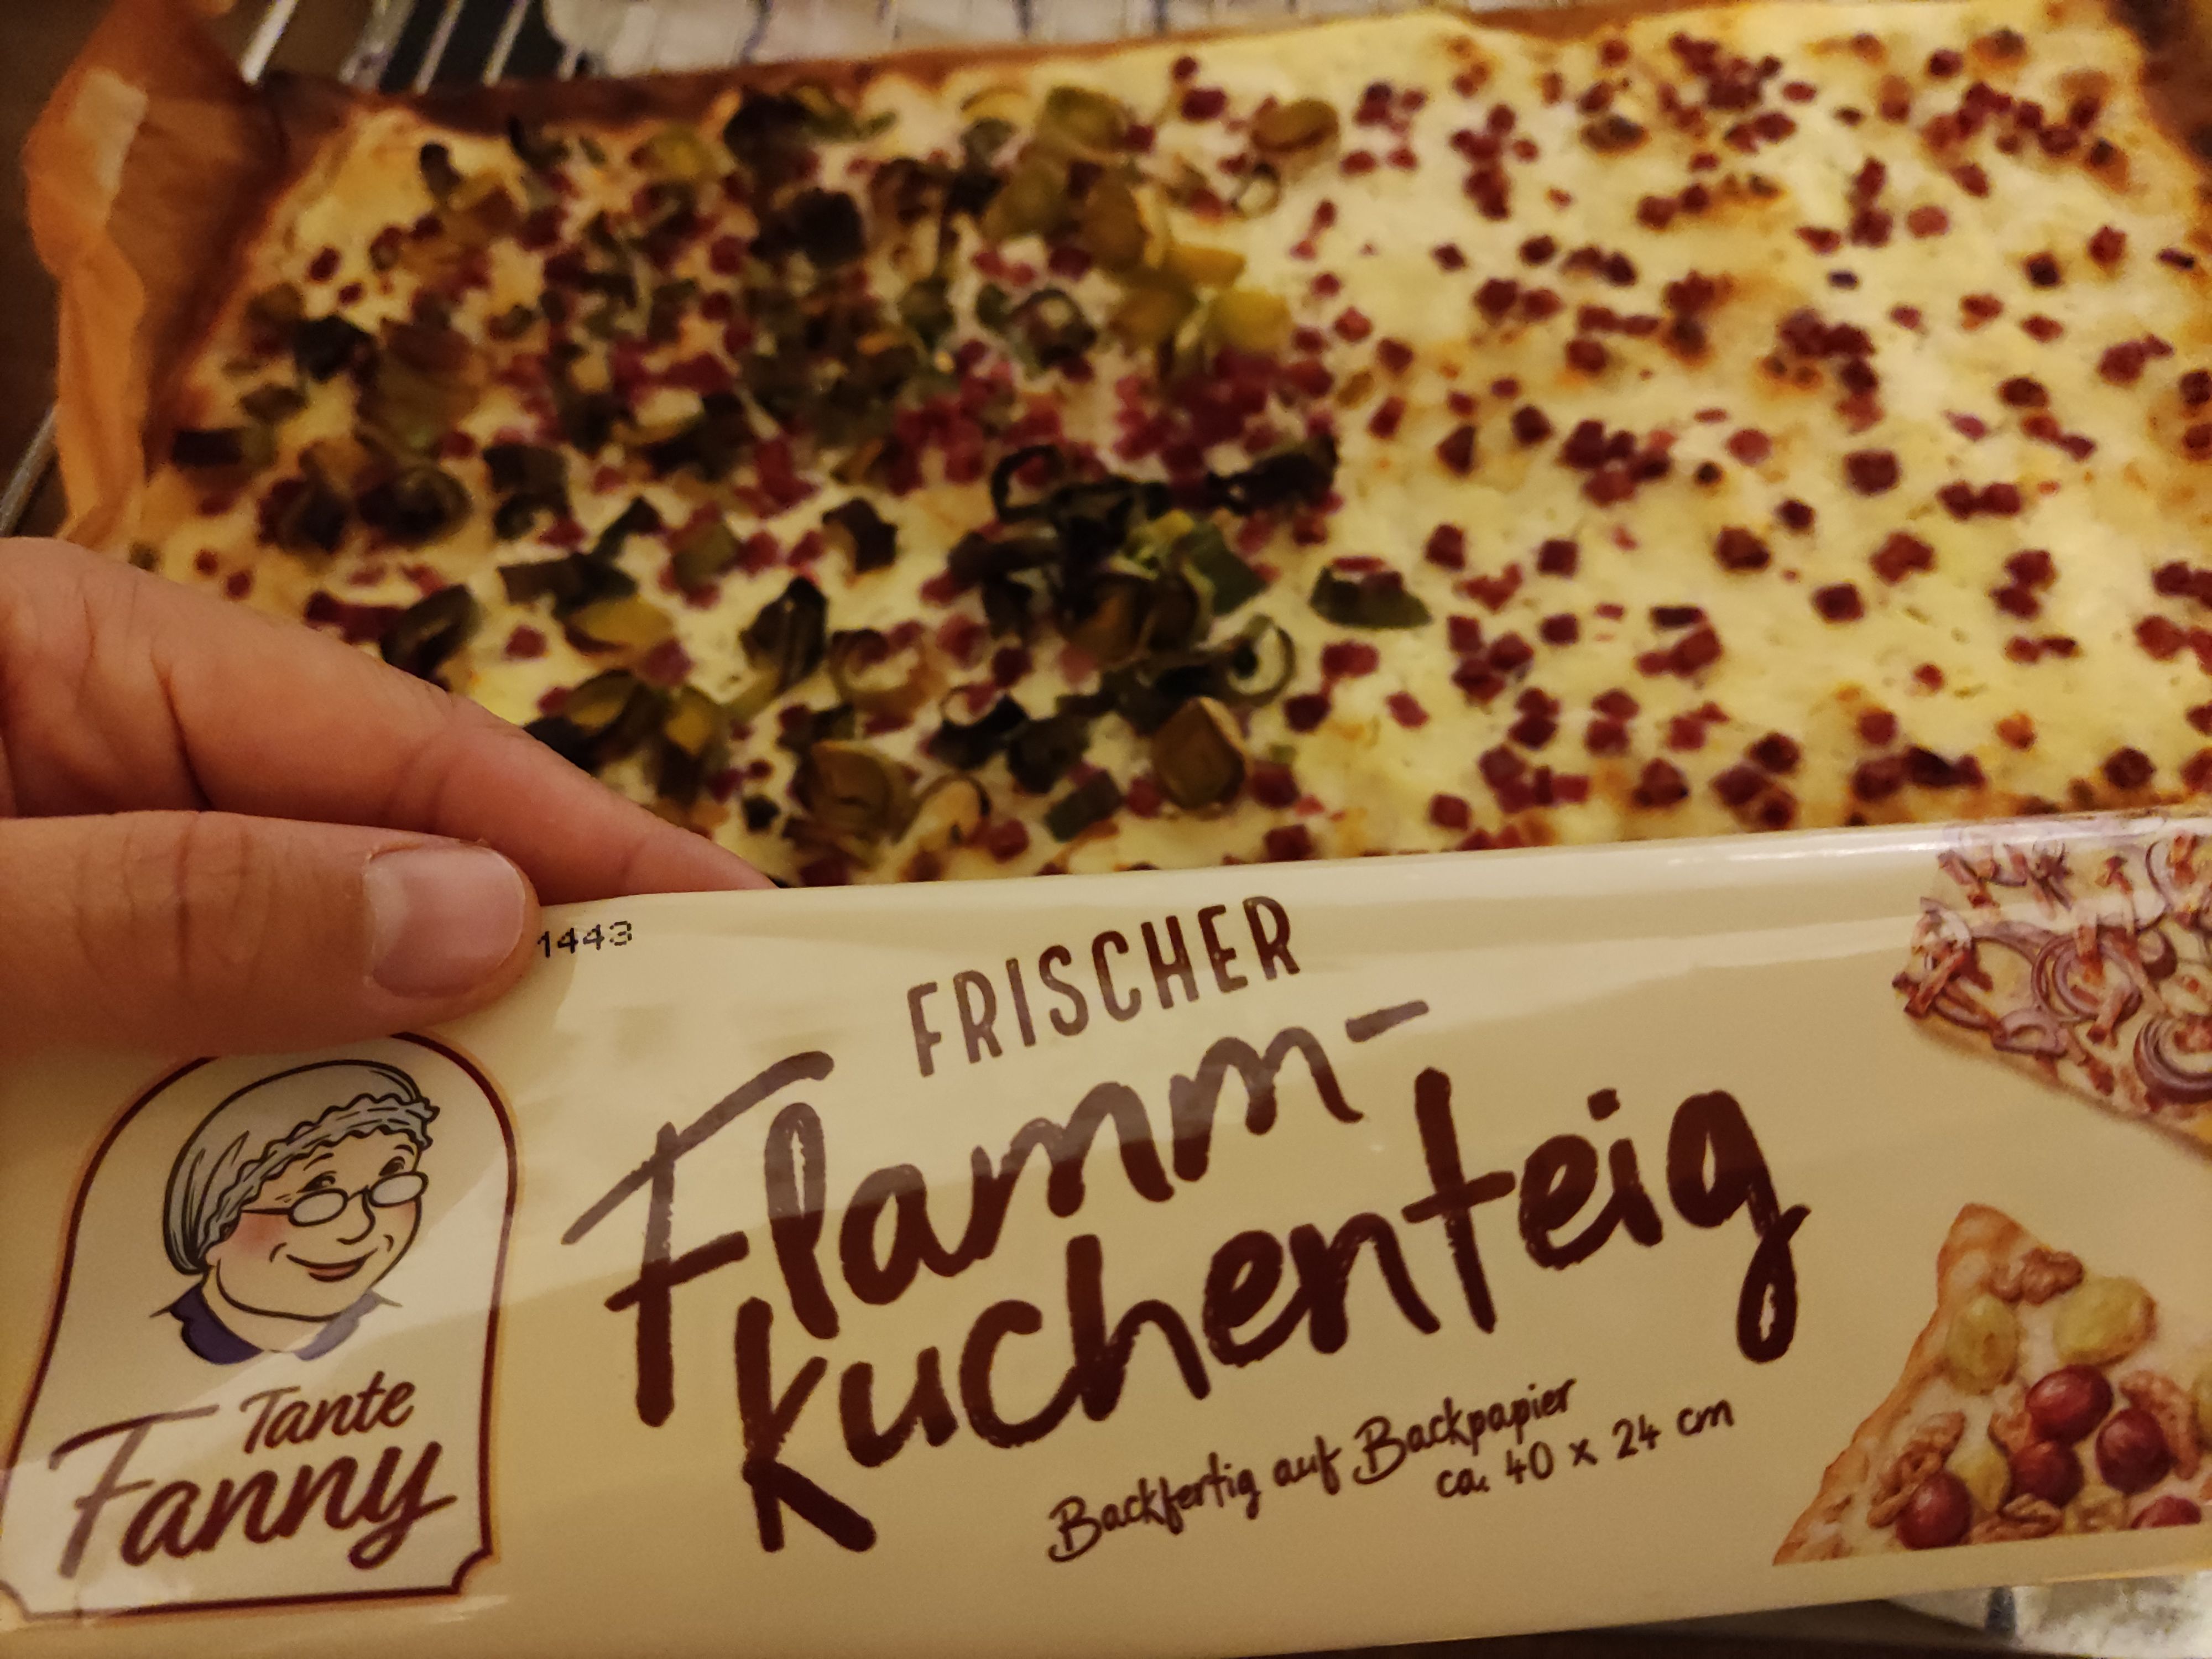 1443
FRISCHER
Flamm-
kuchenteig
Backfertig auf Backpapier
ca. 40 x 24 cm
Tante
Fanny